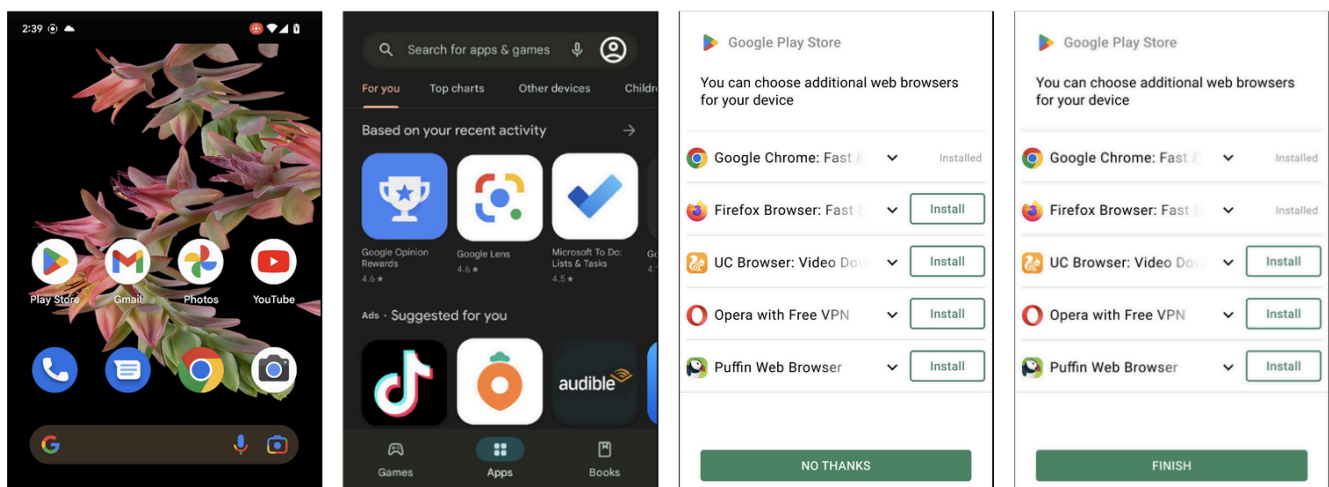 2:39
Play Store
Gmail
Photos
YouTube
Search for apps & games
For you
Top charts
Other devices
Childr
Based on your recent activity
Google Opinion
Rewards
4.6 ★
Google Lens
4.6 ★
Microsoft To Do:
Lists & Tasks
4.5 ★
Ads · Suggested for you
audible
Games
Apps
Books
Google Play Store
You can choose additional web browsers
for your device
Google Chrome: Fast &
Installed
Firefox Browser: Fast &
Install
UC Browser: Video Dow
Install
Opera with Free VPN
Install
Puffin Web Browser
Install
NO THANKS
Google Play Store
You can choose additional web browsers
for your device
Google Chrome: Fast &
Installed
Firefox Browser: Fast &
Installed
UC Browser: Video Dow
Install
Opera with Free VPN
Install
Puffin Web Browser
Install
FINISH